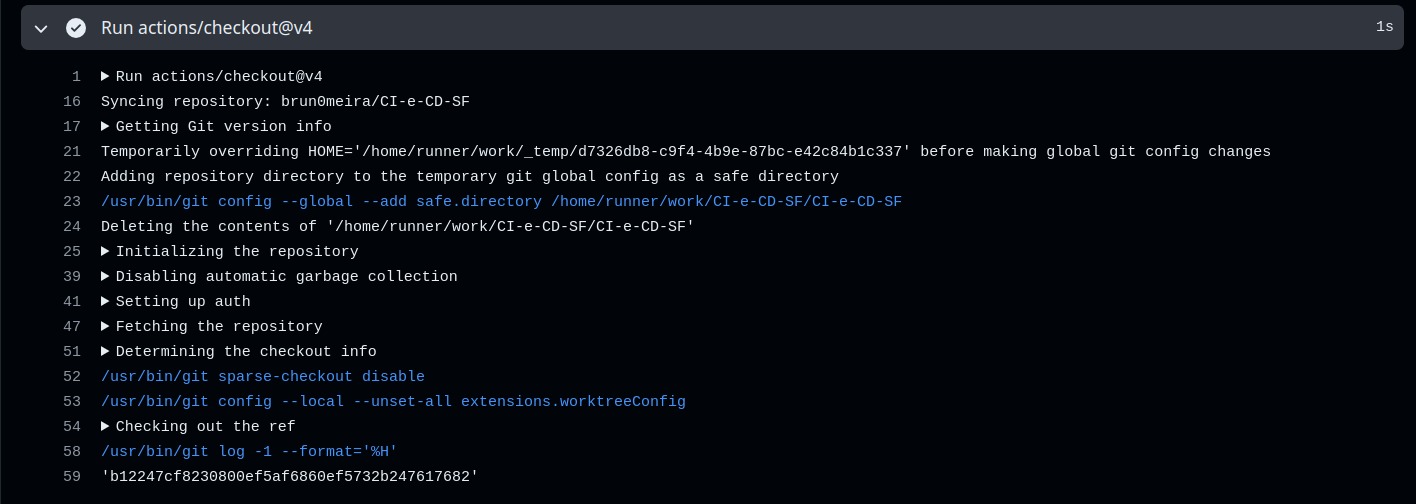 Run actions/checkout@v4 1s
1 Run actions/checkout@v4
16 Syncing repository: brun0meira/CI-e-CD-SF
17 Getting Git version info
21 Temporarily overriding HOME='/home/runner/work/_temp/d7326db8-c9f4-4b9e-87bc-e42c84b1c337' before making global git config changes
22 Adding repository directory to the temporary git global config as a safe directory
23 /usr/bin/git config --global --add safe.directory /home/runner/work/CI-e-CD-SF/CI-e-CD-SF
24 Deleting the contents of '/home/runner/work/CI-e-CD-SF/CI-e-CD-SF'
25 Initializing the repository
39 Disabling automatic garbage collection
41 Setting up auth
47 Fetching the repository
51 Determining the checkout info
52 /usr/bin/git sparse-checkout disable
53 /usr/bin/git config --local --unset-all extensions.worktreeConfig
54 Checking out the ref
58 /usr/bin/git log -1 --format='%H'
59 'b12247cf8230800ef5af6860ef5732b247617682'